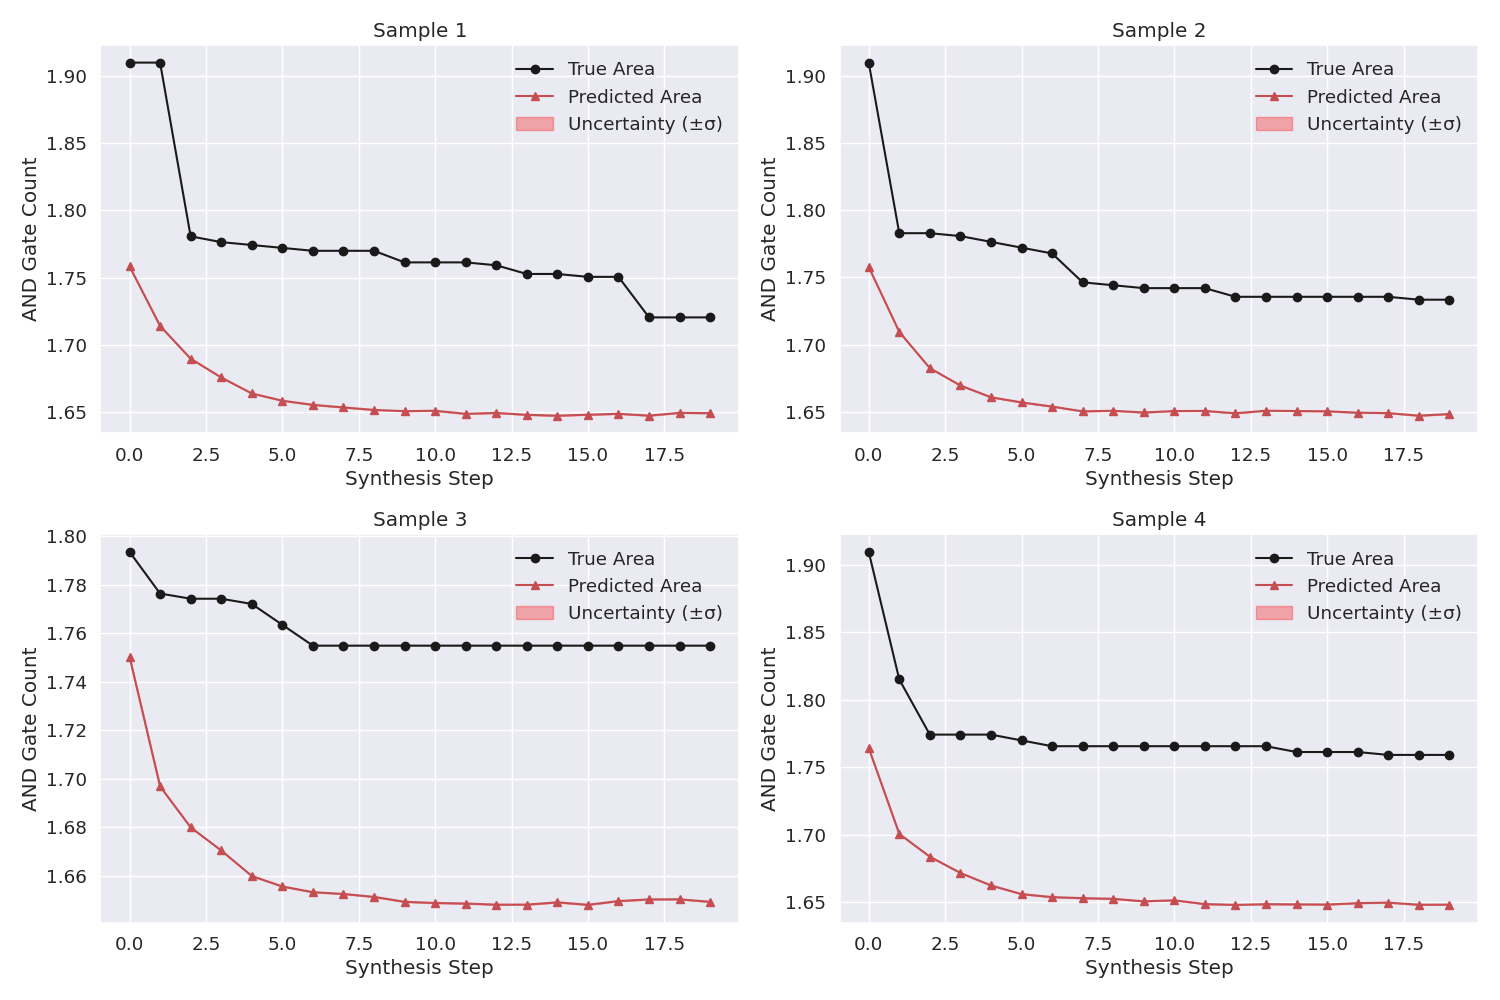 Sample 1
True Area
Predicted Area
Uncertainty (±σ)
AND Gate Count
1.90
1.85
1.80
1.75
1.70
1.65
0.0 2.5 5.0 7.5 10.0 12.5 15.0 17.5
Synthesis Step
Sample 2
True Area
Predicted Area
Uncertainty (±σ)
AND Gate Count
1.90
1.85
1.80
1.75
1.70
1.65
0.0 2.5 5.0 7.5 10.0 12.5 15.0 17.5
Synthesis Step
Sample 3
True Area
Predicted Area
Uncertainty (±σ)
AND Gate Count
1.80
1.78
1.76
1.74
1.72
1.70
1.68
1.66
0.0 2.5 5.0 7.5 10.0 12.5 15.0 17.5
Synthesis Step
Sample 4
True Area
Predicted Area
Uncertainty (±σ)
AND Gate Count
1.90
1.85
1.80
1.75
1.70
1.65
0.0 2.5 5.0 7.5 10.0 12.5 15.0 17.5
Synthesis Step